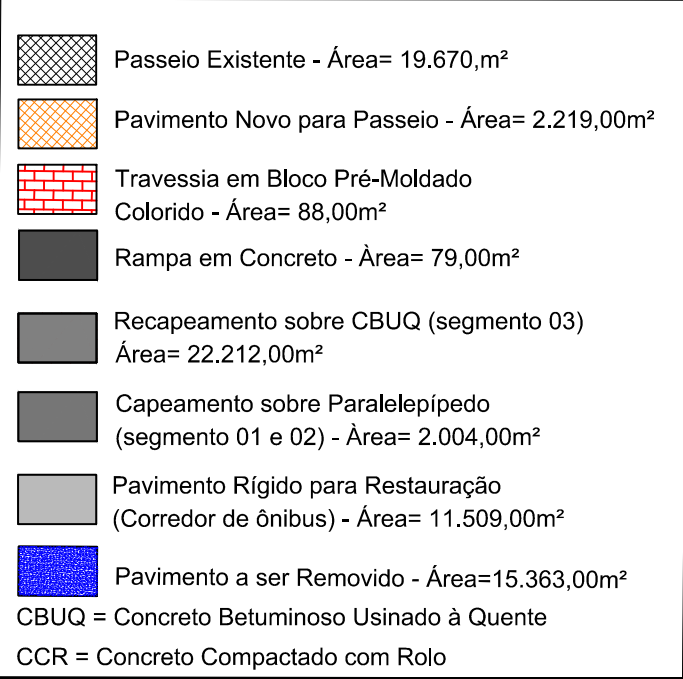 Passeio Existente - Área= 19.670,m²
Pavimento Novo para Passeio - Área= 2.219,00m²
Travessia em Bloco Pré-Moldado
Colorido - Área= 88,00m²
Rampa em Concreto - Àrea= 79,00m²
Recapeamento sobre CBUQ (segmento 03)
Área= 22.212,00m²
Capeamento sobre Paralelepípedo
(segmento 01 e 02) - Àrea= 2.004,00m²
Pavimento Rígido para Restauração
(Corredor de ônibus) - Área= 11.509,00m²
Pavimento a ser Removido - Área=15.363,00m²
CBUQ = Concreto Betuminoso Usinado à Quente
CCR = Concreto Compactado com Rolo